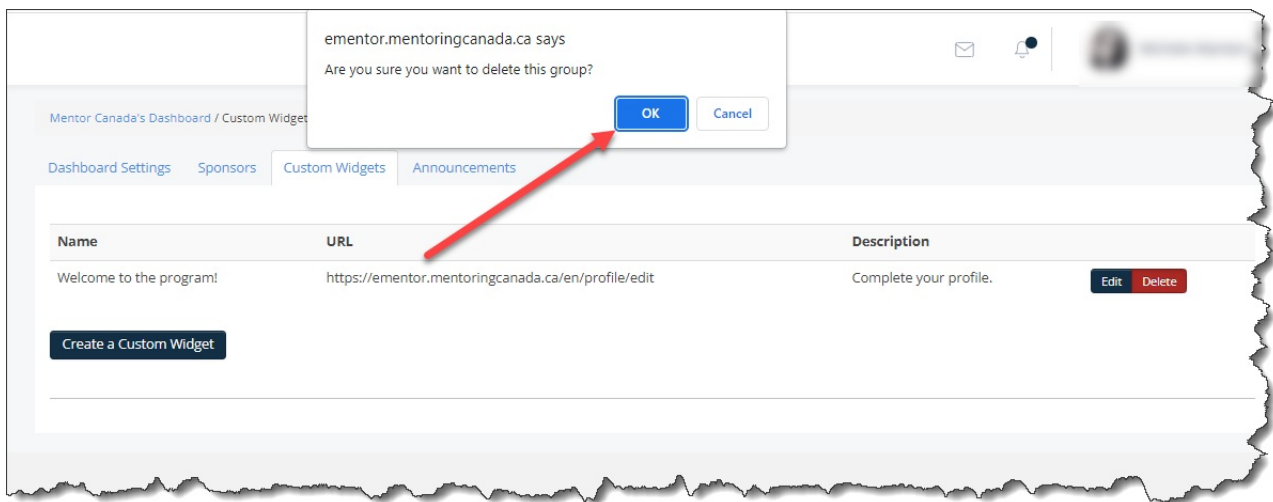 ementor.mentoringcanada.ca says
Are you sure you want to delete this group?
OK Cancel
Mentor Canada's Dashboard / Custom Widget
Dashboard Settings Sponsors Custom Widgets Announcements
Name URL Description
Welcome to the program! https://ementor.mentoringcanada.ca/en/profile/edit Complete your profile. Edit Delete
Create a Custom Widget